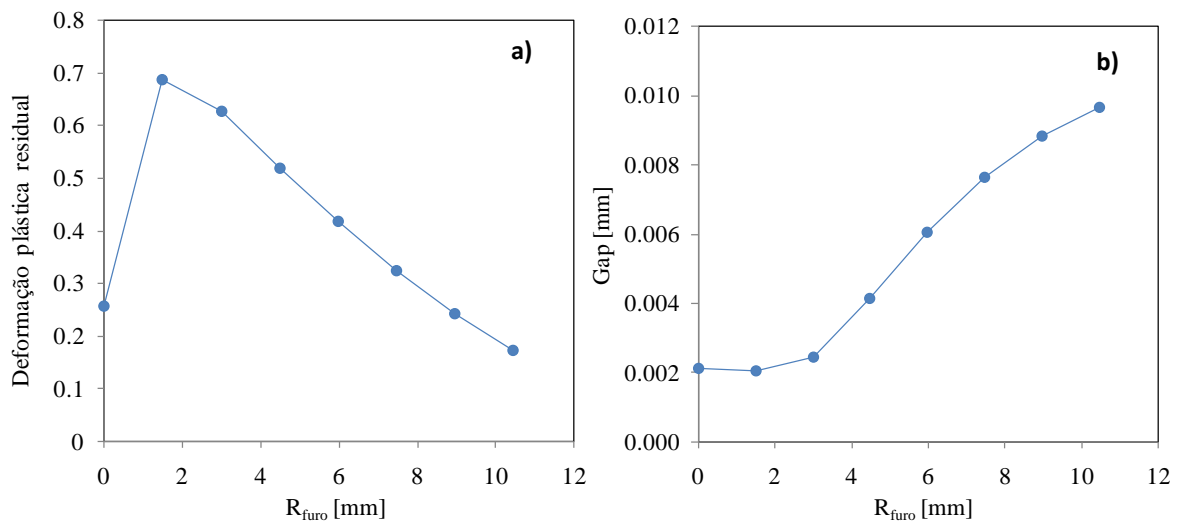 a)
Deformação plástica residual
0.8
0.7
0.6
0.5
0.4
0.3
0.2
0.1
0
0 2 4 6 8 10 12
Rfuro [mm]
b)
Gap [mm]
0.012
0.010
0.008
0.006
0.004
0.002
0.000
0 2 4 6 8 10 12
Rfuro [mm]